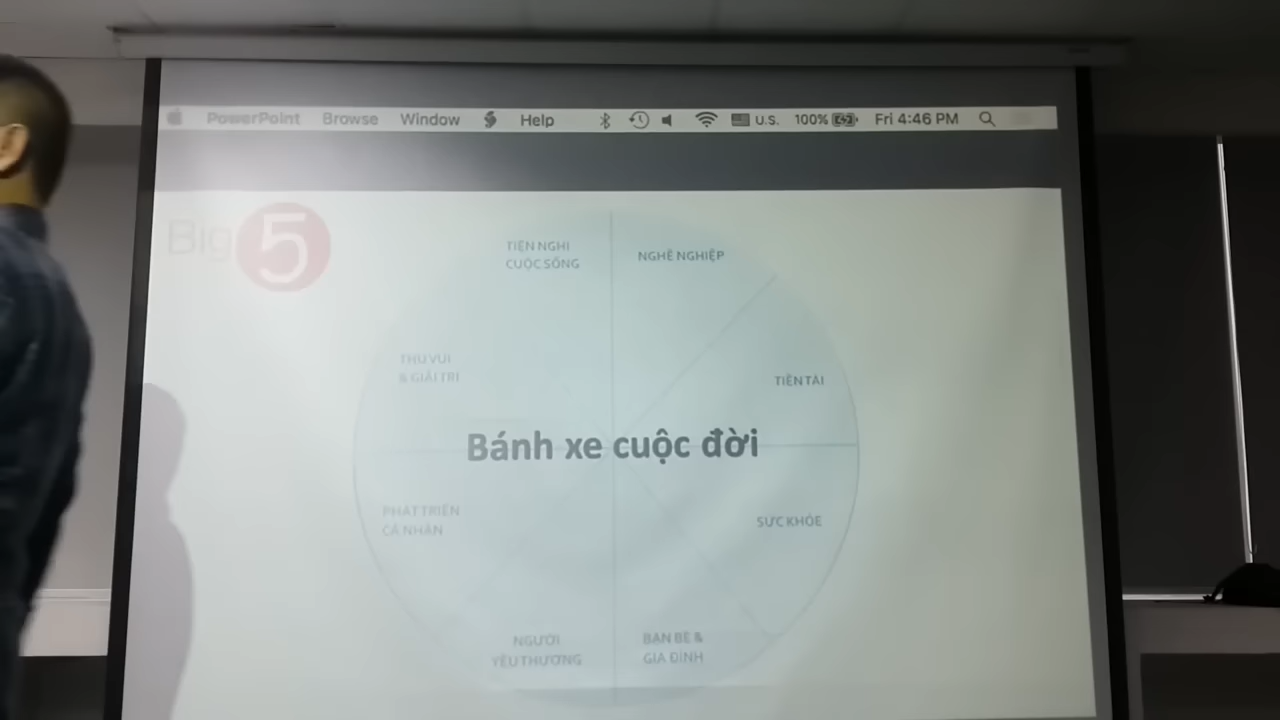 PowerPoint Browse Window Help U.S. 100% Fri 4:46 PM
Big 5
TIỆN NGHI
CUỘC SỐNG
NGHỀ NGHIỆP
THÚ VUI
& GIẢI TRÍ
TIỀN TÀI
Bánh xe cuộc đời
PHÁT TRIỂN
CÁ NHÂN
SỨC KHỎE
NGƯỜI
YÊU THƯƠNG
BẠN BÈ &
GIA ĐÌNH